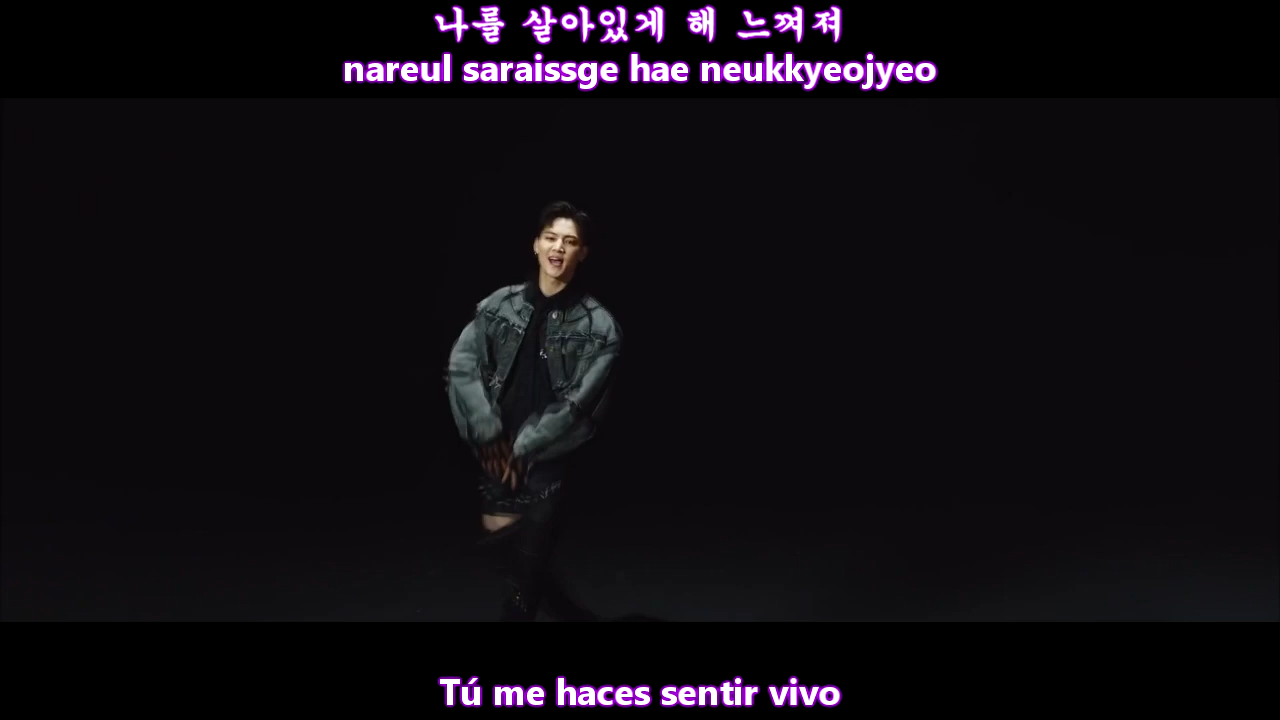 나를 살아있게 해 느껴져
nareul saraissge hae neukkyeojyeo
Tú me haces sentir vivo